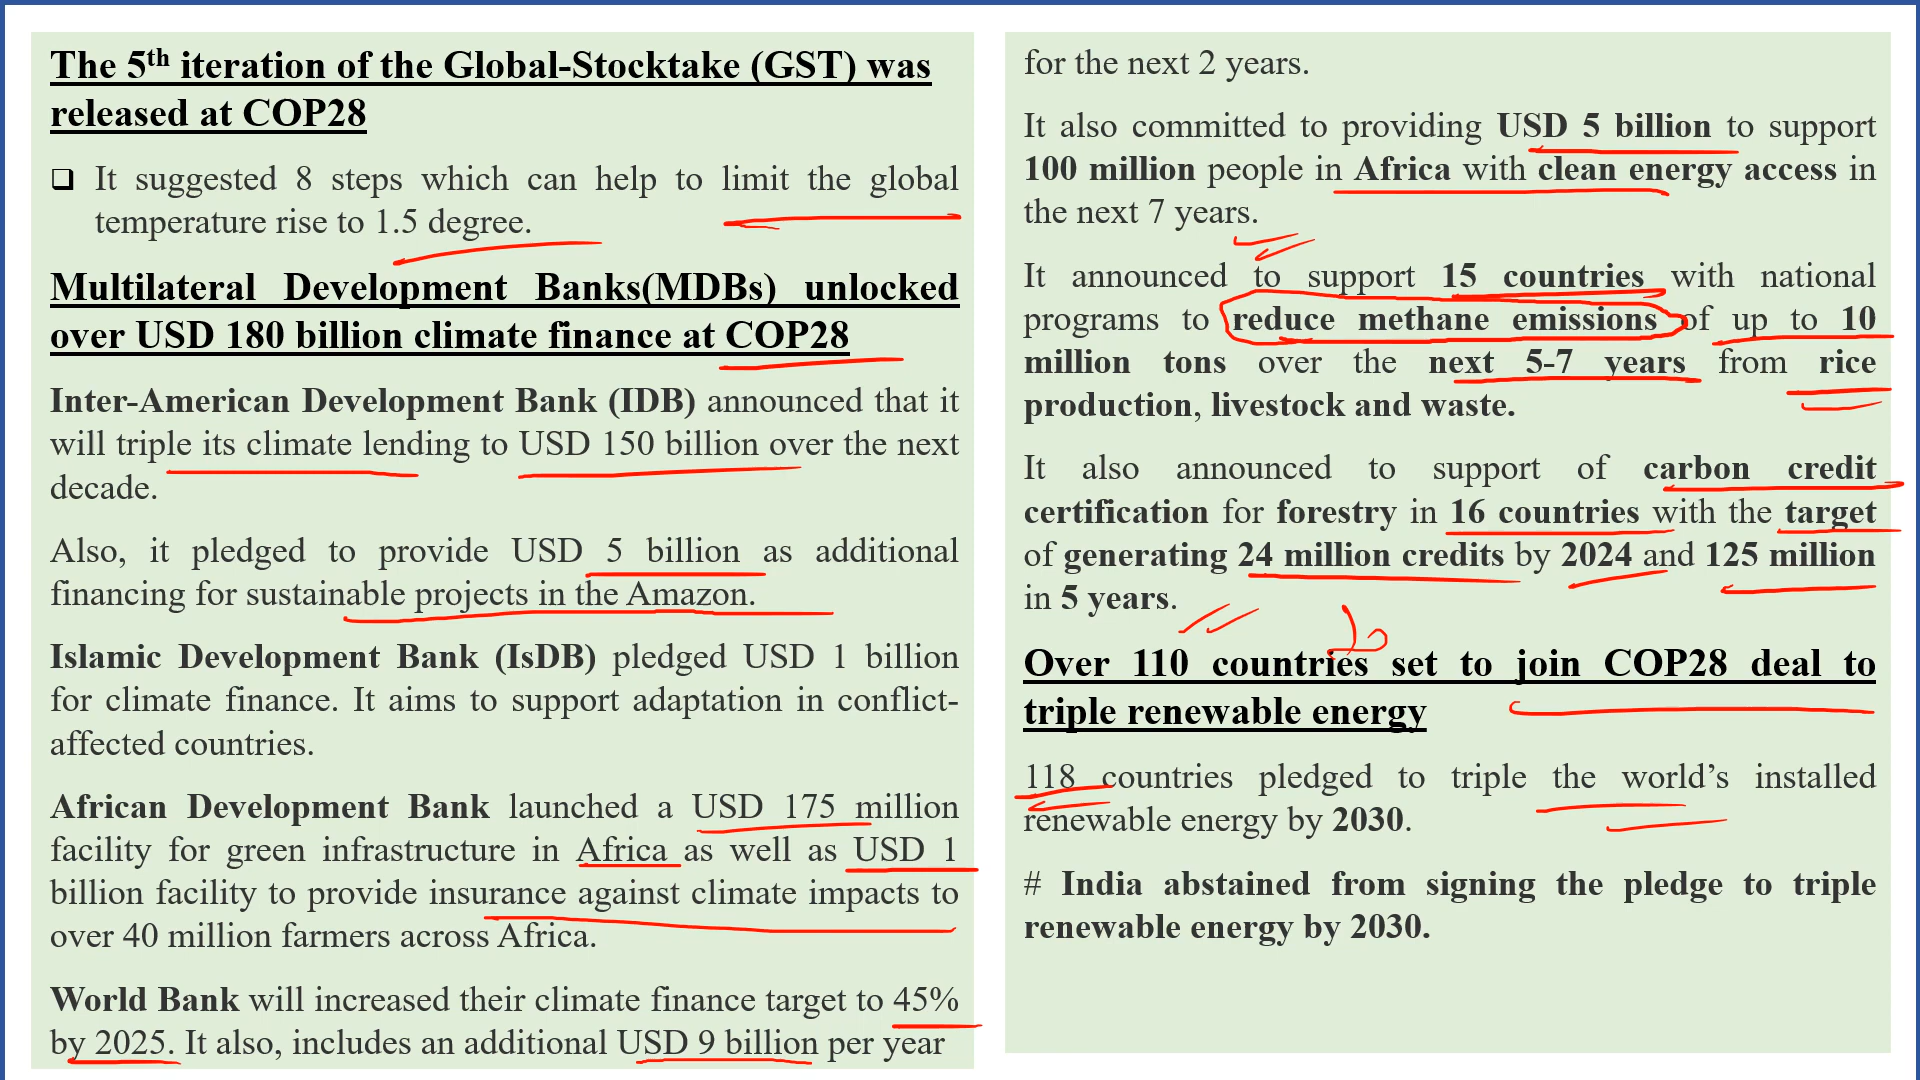 The 5th iteration of the Global-Stocktake (GST) was
released at COP28
It suggested 8 steps which can help to limit the global
temperature rise to 1.5 degree.
Multilateral Development Banks(MDBs) unlocked
over USD 180 billion climate finance at COP28
Inter-American Development Bank (IDB) announced that it
will triple its climate lending to USD 150 billion over the next
decade.
Also, it pledged to provide USD 5 billion as additional
financing for sustainable projects in the Amazon.
Islamic Development Bank (IsDB) pledged USD 1 billion
for climate finance. It aims to support adaptation in conflict-
affected countries.
African Development Bank launched a USD 175 million
facility for green infrastructure in Africa as well as USD 1
billion facility to provide insurance against climate impacts to
over 40 million farmers across Africa.
World Bank will increased their climate finance target to 45%
by 2025. It also, includes an additional USD 9 billion per year
for the next 2 years.
It also committed to providing USD 5 billion to support
100 million people in Africa with clean energy access in
the next 7 years.
It announced to support 15 countries with national
programs to reduce methane emissions of up to 10
million tons over the next 5-7 years from rice
production, livestock and waste.
It also announced to support of carbon credit
certification for forestry in 16 countries with the target
of generating 24 million credits by 2024 and 125 million
in 5 years.
Over 110 countries set to join COP28 deal to
triple renewable energy
118 countries pledged to triple the world's installed
renewable energy by 2030.
# India abstained from signing the pledge to triple
renewable energy by 2030.